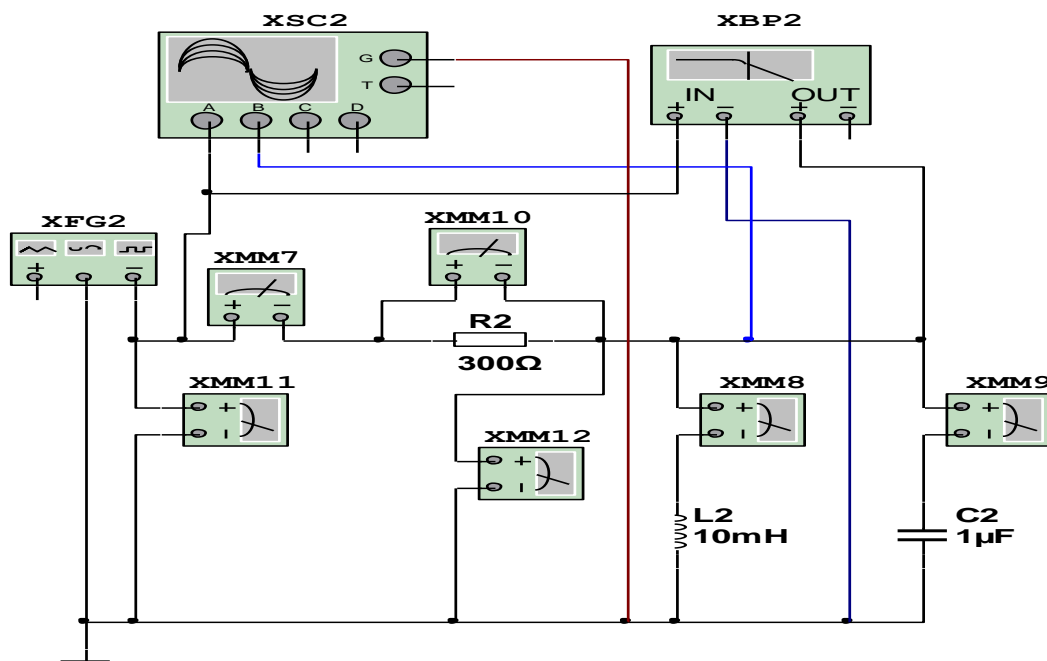 XSC2
XBP2
G
T
A B C D
IN OUT
+ − + −
XFG2
+ −
XMM7
+ −
XMM10
+ −
R2
300Ω
XMM11
+
−
XMM12
+
−
XMM8
+
−
XMM9
+
−
L2
10mH
C2
1µF